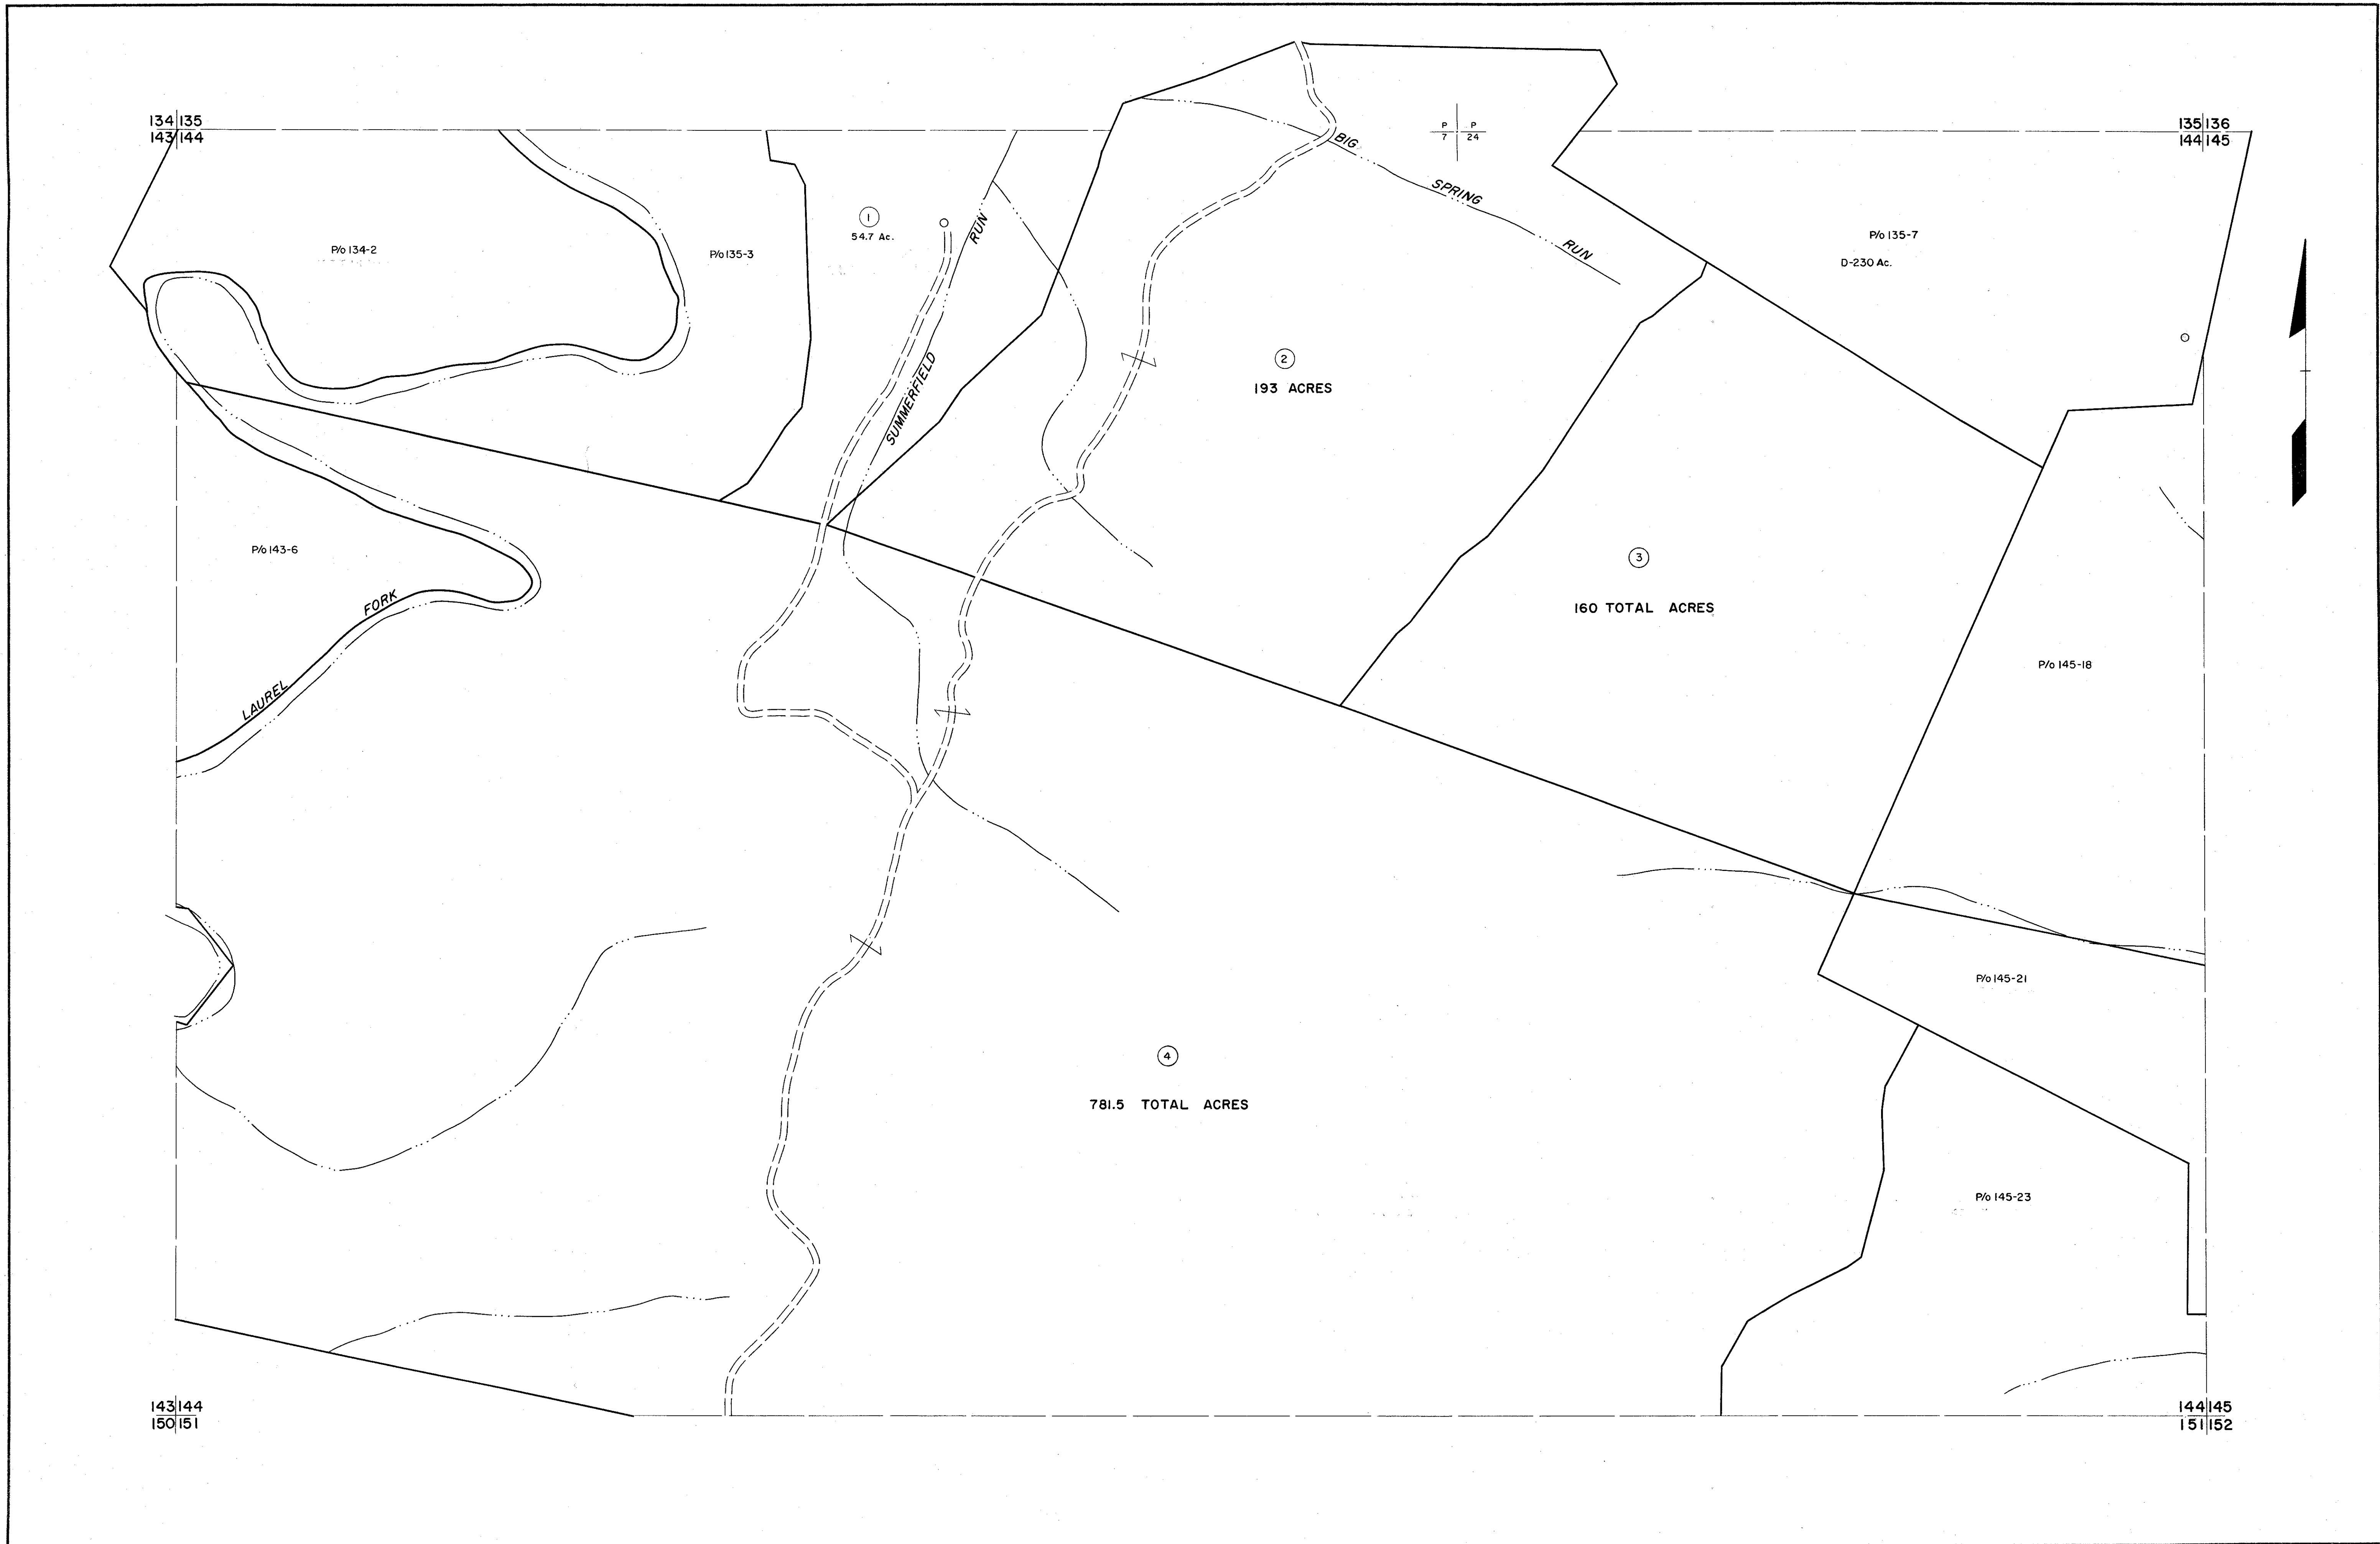 134 135
143 144
135 136
144 145
P P
7 24
BIG
SPRING
RUN
P/o 134-2
P/o 135-3
1
54.7 Ac.
RUN
SUMMERFIELD
P/o 135-7
D-230 Ac.
2
193 ACRES
3
160 TOTAL ACRES
P/o 143-6
FORK
LAUREL
P/o 145-18
P/o 145-21
4
781.5 TOTAL ACRES
P/o 145-23
143 144
150 151
144 145
151 152